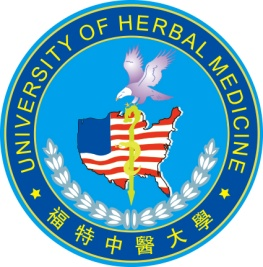 UNIVERSITY OF HERBAL MEDICINE
福特中醫大學